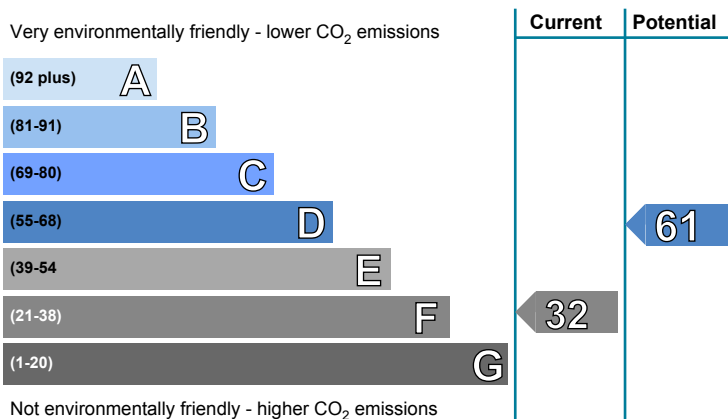 Very environmentally friendly - lower CO2 emissions
Current
Potential
(92 plus) A
(81-91) B
(69-80) C
(55-68) D
61
(39-54 E
(21-38) F
32
(1-20) G
Not environmentally friendly - higher CO2 emissions